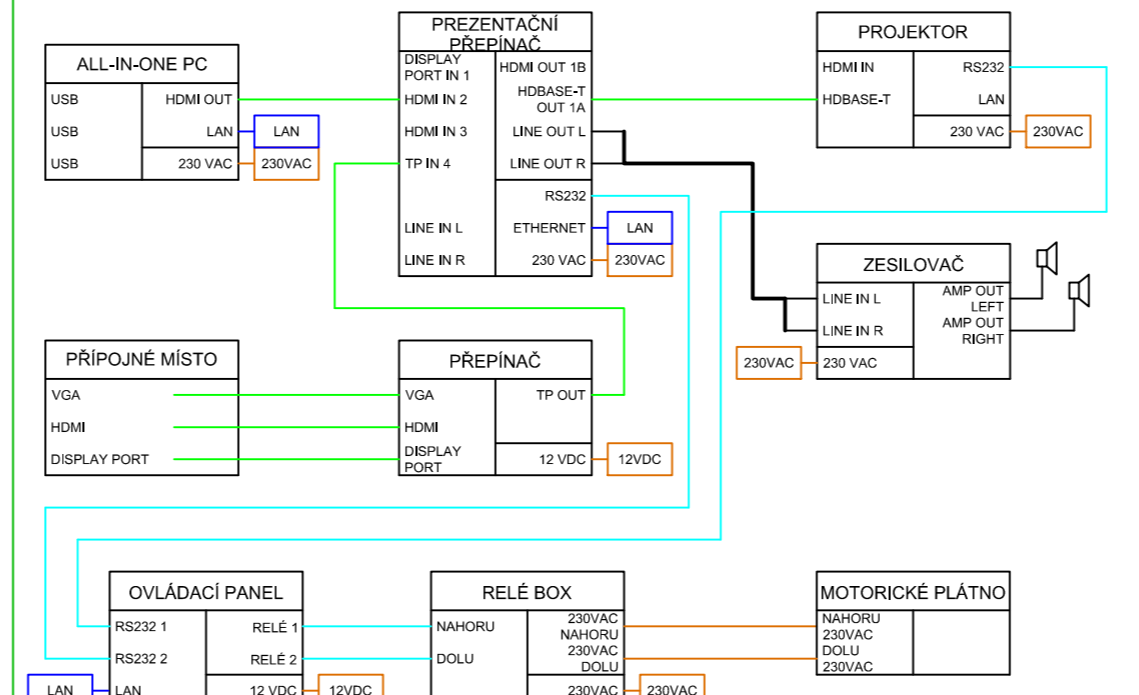 ALL-IN-ONE PC
USB
HDMI OUT
USB
LAN
LAN
USB
230 VAC
230VAC
PREZENTAČNÍ
PŘEPÍNAČ
DISPLAY
PORT IN 1
HDMI OUT 1B
HDMI IN 2
HDBASE-T
OUT 1A
HDMI IN 3
LINE OUT L
TP IN 4
LINE OUT R
RS232
LINE IN L
ETHERNET
LAN
LINE IN R
230 VAC
230VAC
PROJEKTOR
HDMI IN
RS232
HDBASE-T
LAN
230 VAC
230VAC
ZESILOVAČ
LINE IN L
AMP OUT
LEFT
LINE IN R
AMP OUT
RIGHT
230VAC
230 VAC
PŘÍPOJNÉ MÍSTO
VGA
HDMI
DISPLAY PORT
PŘEPÍNAČ
VGA
TP OUT
HDMI
DISPLAY
PORT
12 VDC
12VDC
OVLÁDACÍ PANEL
RS232 1
RELÉ 1
RS232 2
RELÉ 2
LAN
LAN
12 VDC
12VDC
RELÉ BOX
NAHORU
230VAC
NAHORU
DOLU
230VAC
DOLU
230VAC
230VAC
MOTORICKÉ PLÁTNO
NAHORU
230VAC
DOLU
230VAC